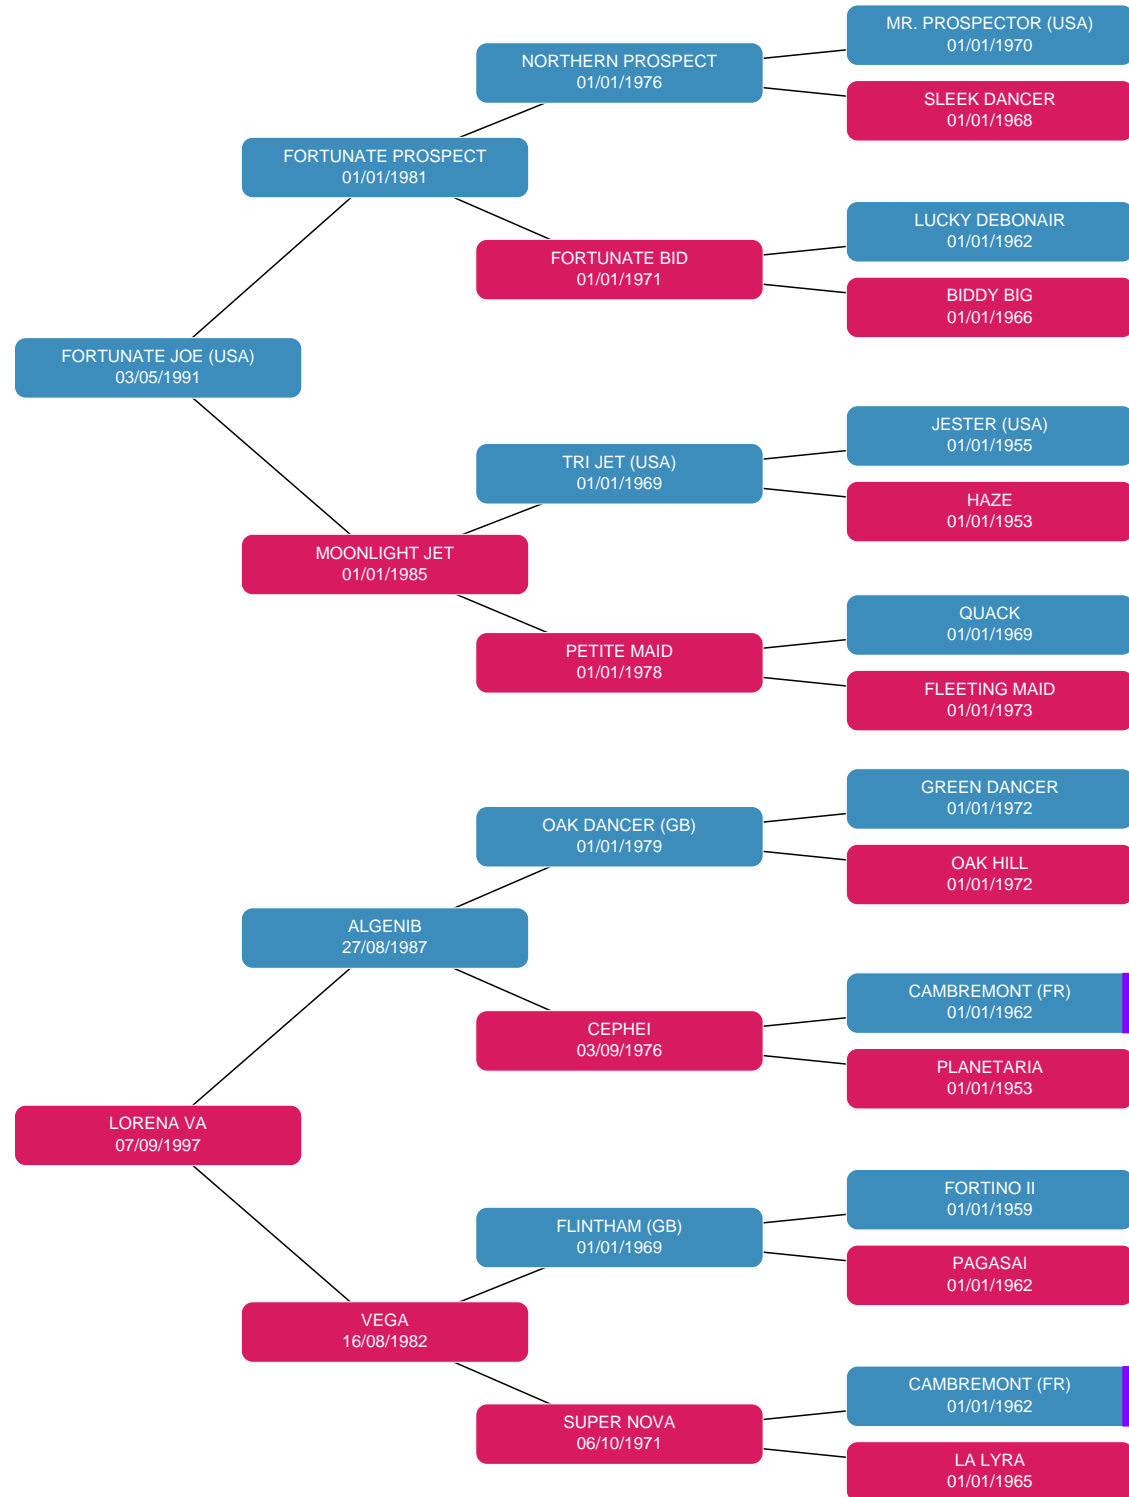 MR. PROSPECTOR (USA)
01/01/1970
NORTHERN PROSPECT
01/01/1976
SLEEK DANCER
01/01/1968
FORTUNATE PROSPECT
01/01/1981
LUCKY DEBONAIR
01/01/1962
FORTUNATE BID
01/01/1971
BIDDY BIG
01/01/1966
FORTUNATE JOE (USA)
03/05/1991
JESTER (USA)
01/01/1955
TRI JET (USA)
01/01/1969
HAZE
01/01/1953
MOONLIGHT JET
01/01/1985
QUACK
01/01/1969
PETITE MAID
01/01/1978
FLEETING MAID
01/01/1973
GREEN DANCER
01/01/1972
OAK DANCER (GB)
01/01/1979
OAK HILL
01/01/1972
ALGENIB
27/08/1987
CAMBREMONT (FR)
01/01/1962
CEPHEI
03/09/1976
PLANETARIA
01/01/1953
LORENA VA
07/09/1997
FORTINO II
01/01/1959
FLINTHAM (GB)
01/01/1969
PAGASAI
01/01/1962
VEGA
16/08/1982
CAMBREMONT (FR)
01/01/1962
SUPER NOVA
06/10/1971
LA LYRA
01/01/1965